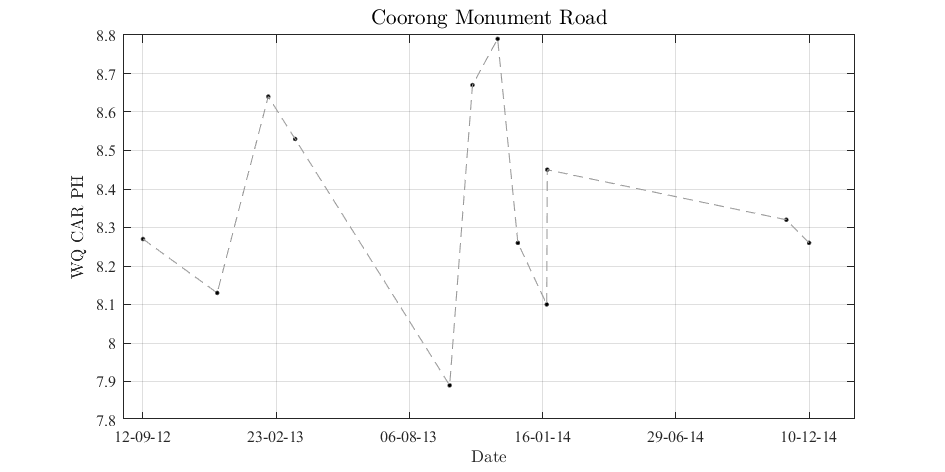 Coorong Monument Road
8.8
8.7
8.6
8.5
8.4
8.3
8.2
8.1
8
7.9
7.8
WQ CAR PH
12-09-12 23-02-13 06-08-13 16-01-14 29-06-14 10-12-14
Date